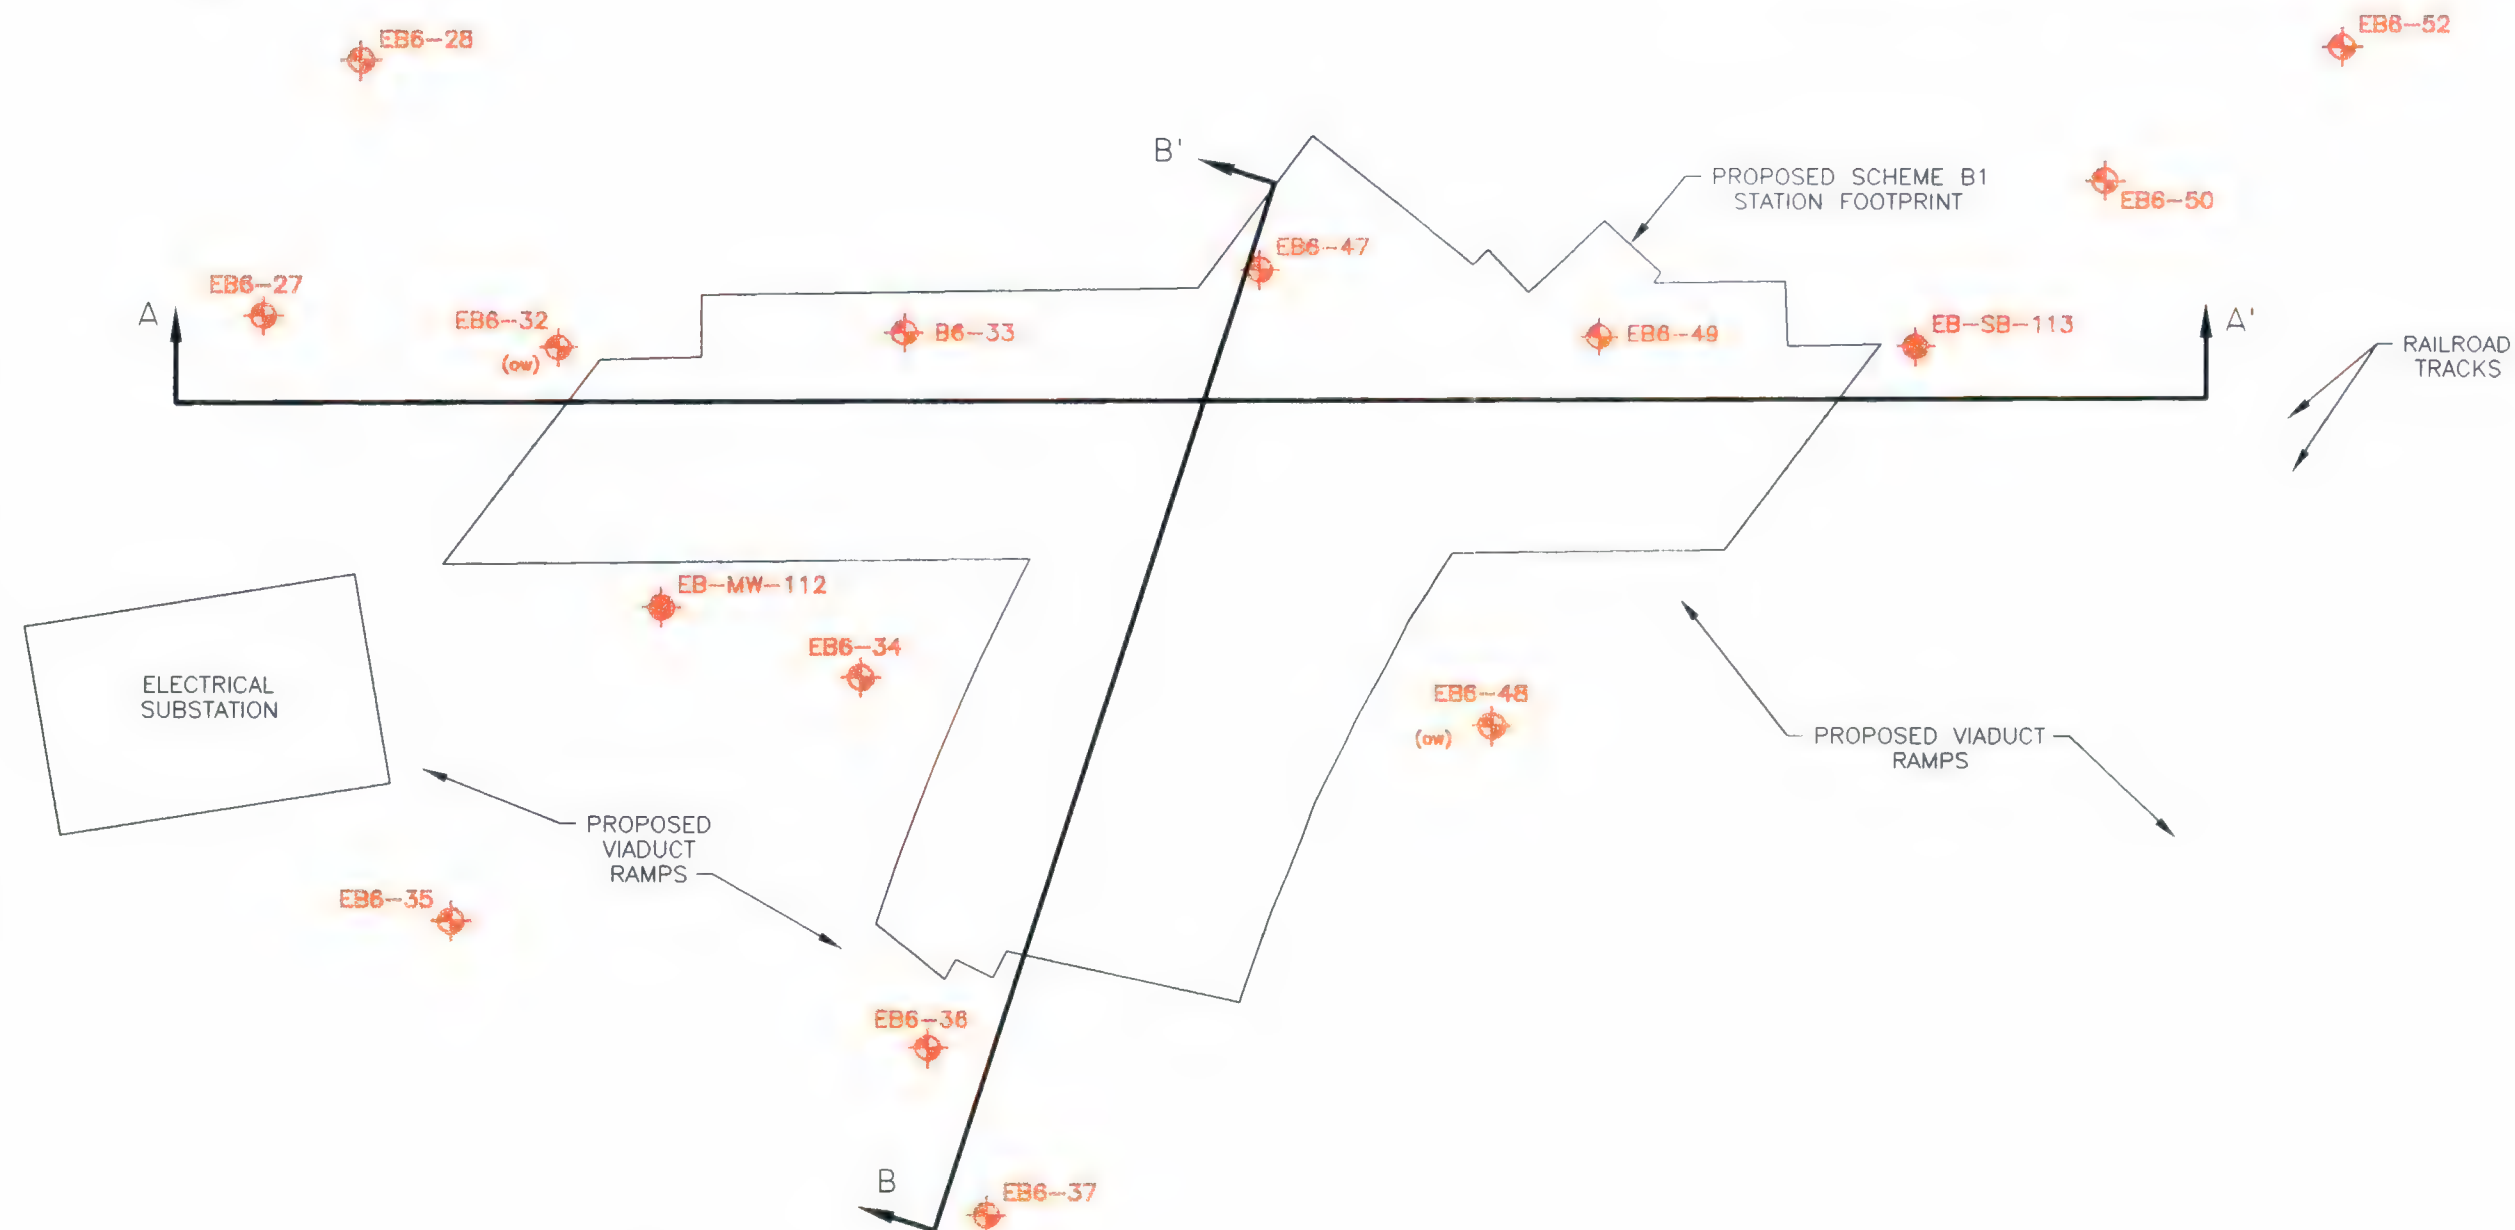 EB6-28
EB6-52
B'
PROPOSED SCHEME B1
STATION FOOTPRINT
EB6-50
EB6-47
EB6-27
A
EB6-32
(ow)
B6-33
EB6-49
EB-SB-113
A'
RAILROAD
TRACKS
EB-MW-112
EB6-34
ELECTRICAL
SUBSTATION
EB6-48
(ow)
PROPOSED VIADUCT
RAMPS
PROPOSED
VIADUCT
RAMPS
EB6-35
EB6-36
B
EB6-37